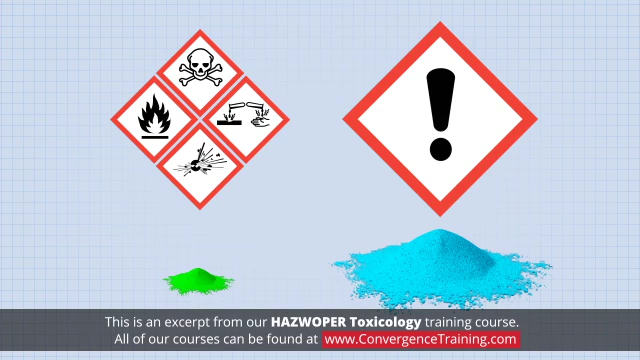 This is an excerpt from our HAZWOPER Toxicology training course.
All of our courses can be found at www.ConvergenceTraining.com